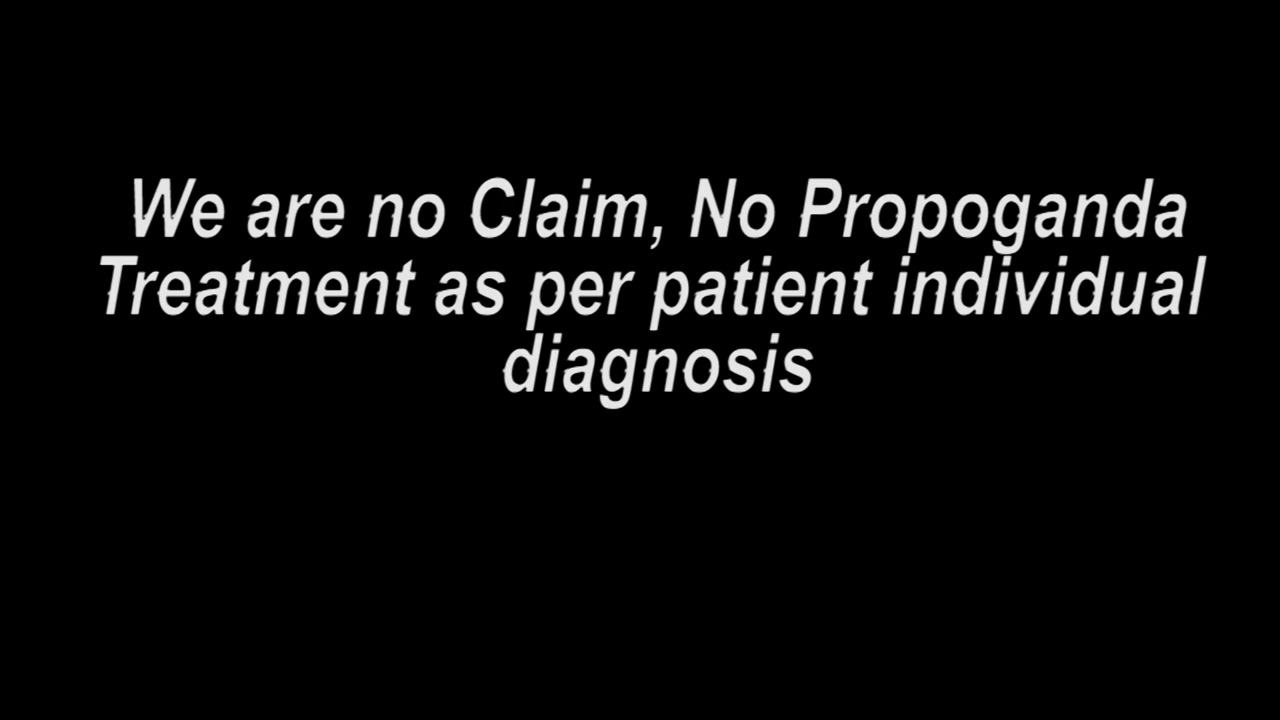 We are no Claim, No Propoganda
Treatment as per patient individual
diagnosis